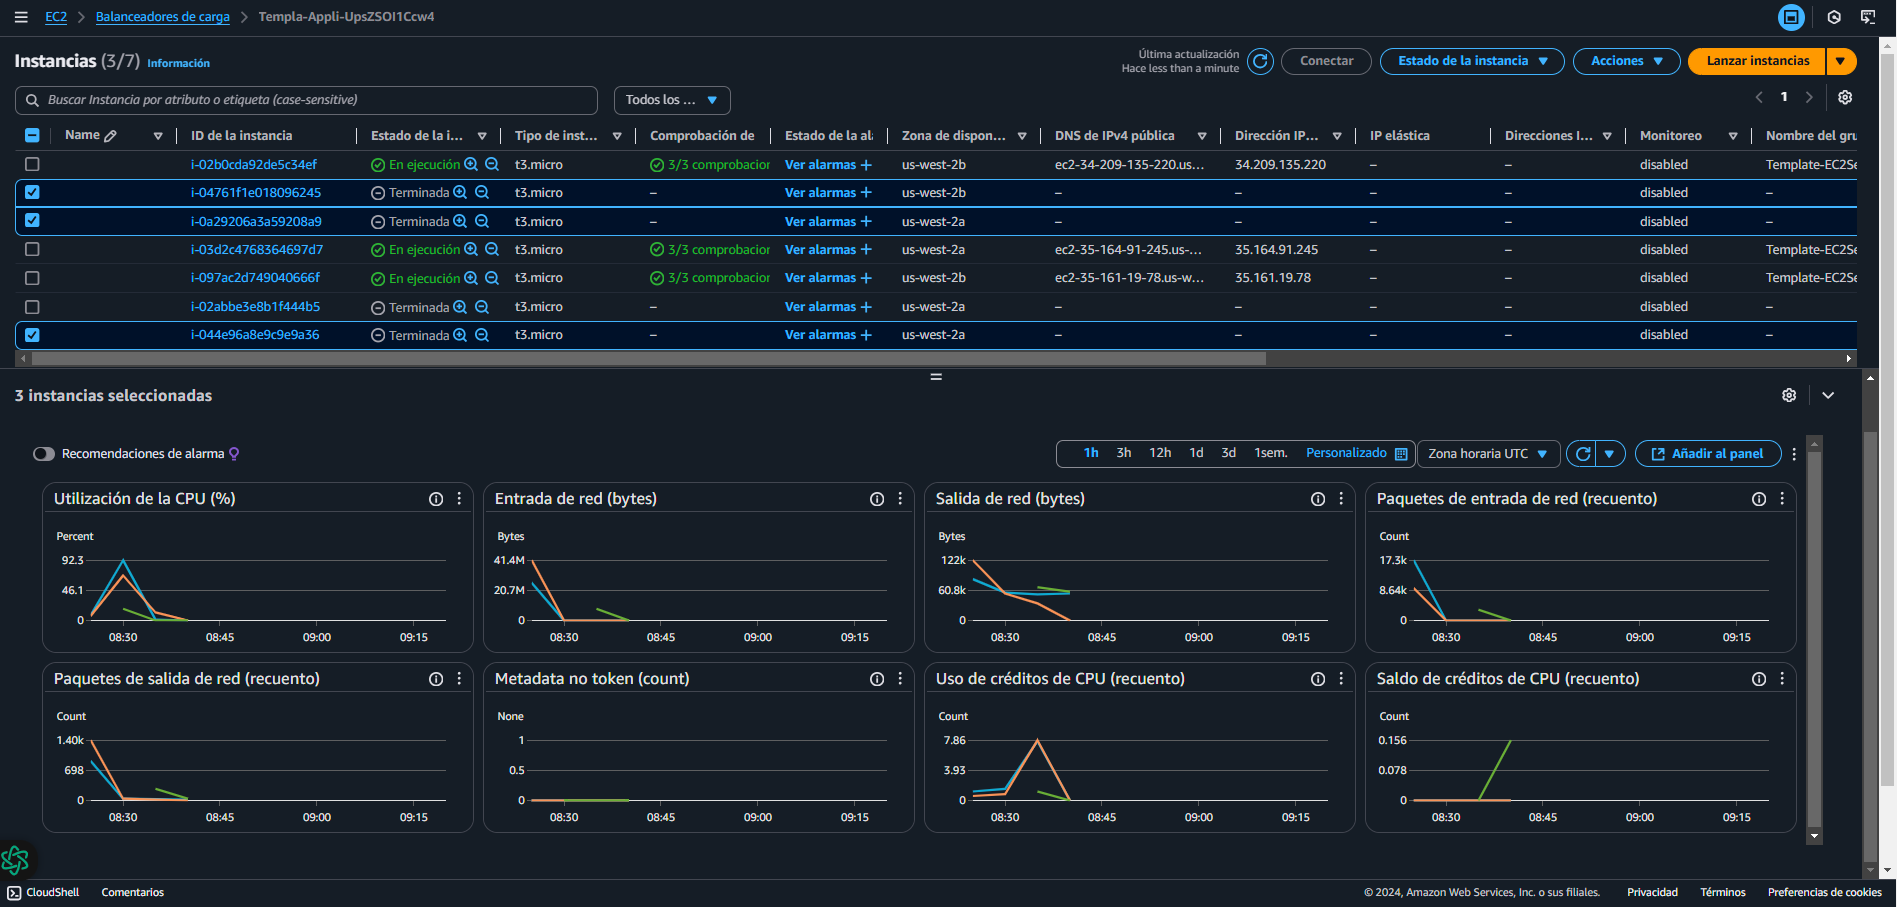 EC2 > Balanceadores de carga > Templa-Appli-UpsZSOI1Ccw4
Instancias (3/7) Información
Última actualización
Hace less than a minute
Conectar
Estado de la instancia
Acciones
Lanzar instancias
Buscar Instancia por atributo o etiqueta (case-sensitive)
Todos los ...
1
Name ID de la instancia Estado de la i... Tipo de inst... Comprobación de Estado de la al Zona de dispon... DNS de IPv4 pública Dirección IP... IP elástica Direcciones I... Monitoreo Nombre del gru
i-02b0cda92de5c34ef En ejecución t3.micro 3/3 comprobacior Ver alarmas + us-west-2b ec2-34-209-135-220.us... 34.209.135.220 – – disabled Template-EC2Se
i-04761f1e018096245 Terminada t3.micro – Ver alarmas + us-west-2b – – – – disabled –
i-0a29206a3a59208a9 Terminada t3.micro – Ver alarmas + us-west-2a – – – – disabled –
i-03d2c4768364697d7 En ejecución t3.micro 3/3 comprobacior Ver alarmas + us-west-2a ec2-35-164-91-245.us-... 35.164.91.245 – – disabled Template-EC2Se
i-097ac2d749040666f En ejecución t3.micro 3/3 comprobacior Ver alarmas + us-west-2b ec2-35-161-19-78.us-w... 35.161.19.78 – – disabled Template-EC2Se
i-02abbe3e8b1f444b5 Terminada t3.micro – Ver alarmas + us-west-2a – – – – disabled –
i-044e96a8e9c9e9a36 Terminada t3.micro – Ver alarmas + us-west-2a – – – – disabled –
3 instancias seleccionadas
Recomendaciones de alarma
1h 3h 12h 1d 3d 1sem. Personalizado
Zona horaria UTC
Añadir al panel
Utilización de la CPU (%)
Percent
92.3
46.1
0
08:30 08:45 09:00 09:15
Entrada de red (bytes)
Bytes
41.4M
20.7M
0
08:30 08:45 09:00 09:15
Salida de red (bytes)
Bytes
122k
60.8k
0
08:30 08:45 09:00 09:15
Paquetes de entrada de red (recuento)
Count
17.3k
8.64k
0
08:30 08:45 09:00 09:15
Paquetes de salida de red (recuento)
Count
1.40k
698
0
08:30 08:45 09:00 09:15
Metadata no token (count)
None
1
0.5
0
08:30 08:45 09:00 09:15
Uso de créditos de CPU (recuento)
Count
7.86
3.93
0
08:30 08:45 09:00 09:15
Saldo de créditos de CPU (recuento)
Count
0.156
0.078
0
08:30 08:45 09:00 09:15
CloudShell Comentarios © 2024, Amazon Web Services, Inc. o sus filiales. Privacidad Términos Preferencias de cookies